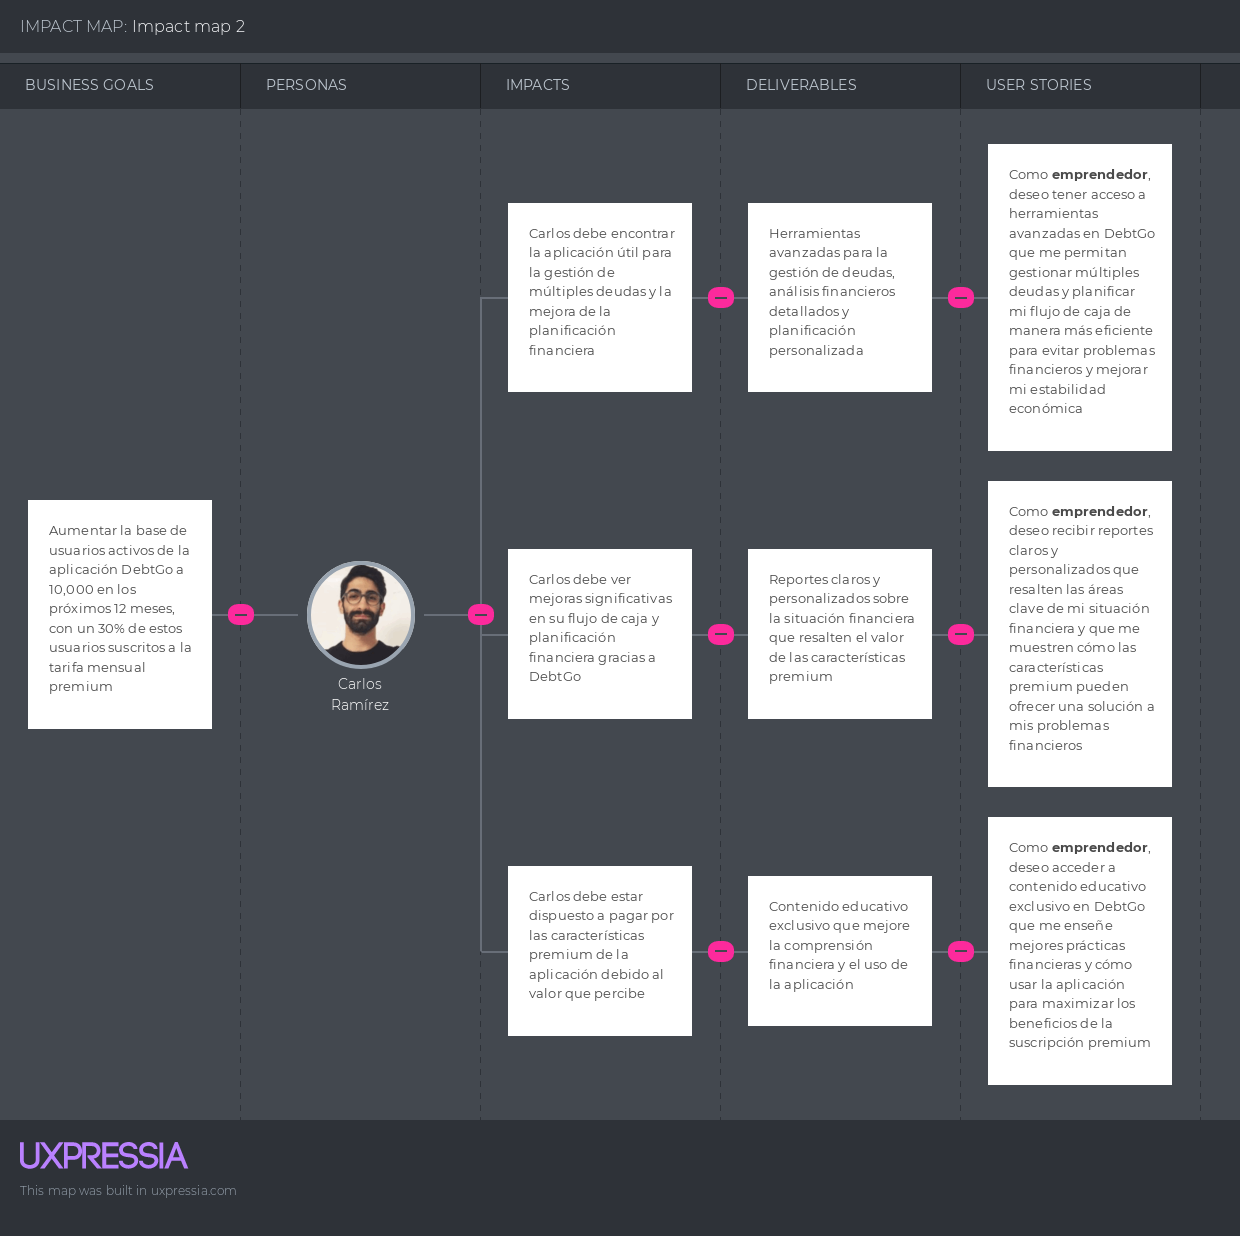 IMPACT MAP: Impact map 2
BUSINESS GOALS
PERSONAS
IMPACTS
DELIVERABLES
USER STORIES
Aumentar la base de
usuarios activos de la
aplicación DebtGo a
10,000 en los
próximos 12 meses,
con un 30% de estos
usuarios suscritos a la
tarifa mensual
premium
Carlos
Ramírez
Carlos debe encontrar
la aplicación útil para
la gestión de
múltiples deudas y la
mejora de la
planificación
financiera
Herramientas
avanzadas para la
gestión de deudas,
análisis financieros
detallados y
planificación
personalizada
Como emprendedor,
deseo tener acceso a
herramientas
avanzadas en DebtGo
que me permitan
gestionar múltiples
deudas y planificar
mi flujo de caja de
manera más eficiente
para evitar problemas
financieros y mejorar
mi estabilidad
económica
Carlos debe ver
mejoras significativas
en su flujo de caja y
planificación
financiera gracias a
DebtGo
Reportes claros y
personalizados sobre
la situación financiera
que resalten el valor
de las características
premium
Como emprendedor,
deseo recibir reportes
claros y
personalizados que
resalten las áreas
clave de mi situación
financiera y que me
muestren cómo las
características
premium pueden
ofrecer una solución a
mis problemas
financieros
Carlos debe estar
dispuesto a pagar por
las características
premium de la
aplicación debido al
valor que percibe
Contenido educativo
exclusivo que mejore
la comprensión
financiera y el uso de
la aplicación
Como emprendedor,
deseo acceder a
contenido educativo
exclusivo en DebtGo
que me enseñe
mejores prácticas
financieras y cómo
usar la aplicación
para maximizar los
beneficios de la
suscripción premium
UXPRESSIA
This map was built in uxpressia.com